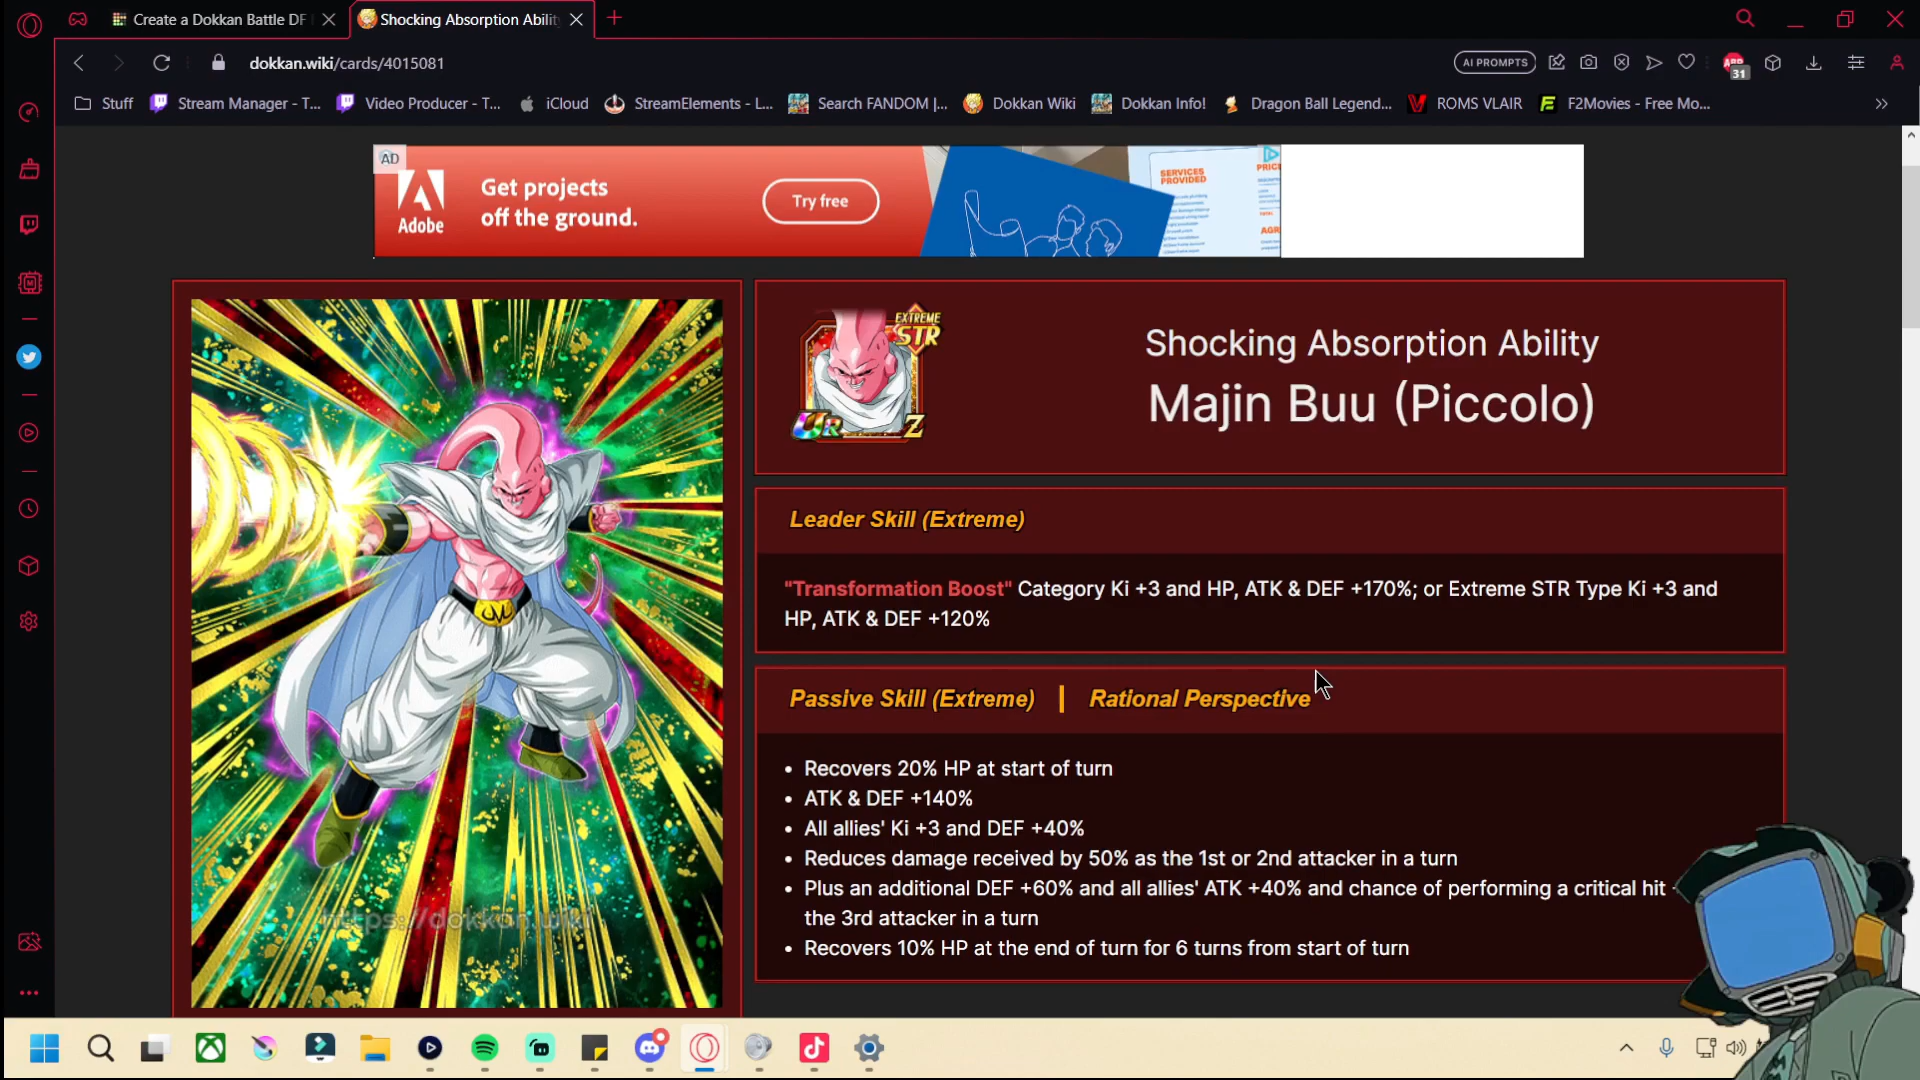 Create a Dokkan Battle DF
Shocking Absorption Ability
dokkan.wiki/cards/4015081
AI PROMPTS
31
Stuff
Stream Manager - T...
Video Producer - T...
iCloud
StreamElements - L...
Search FANDOM |...
Dokkan Wiki
Dokkan Info!
Dragon Ball Legend...
ROMS VLAIR
F2Movies - Free Mo...
AD
Adobe
Get projects
off the ground.
Try free
SERVICES
PROVIDED
EXTREME
STR
UR
Z
Shocking Absorption Ability
Majin Buu (Piccolo)
Leader Skill (Extreme)
"Transformation Boost" Category Ki +3 and HP, ATK & DEF +170%; or Extreme STR Type Ki +3 and
HP, ATK & DEF +120%
Passive Skill (Extreme) | Rational Perspective
• Recovers 20% HP at start of turn
• ATK & DEF +140%
• All allies' Ki +3 and DEF +40%
• Reduces damage received by 50% as the 1st or 2nd attacker in a turn
• Plus an additional DEF +60% and all allies' ATK +40% and chance of performing a critical hit
the 3rd attacker in a turn
• Recovers 10% HP at the end of turn for 6 turns from start of turn
https://dokkan.wiki